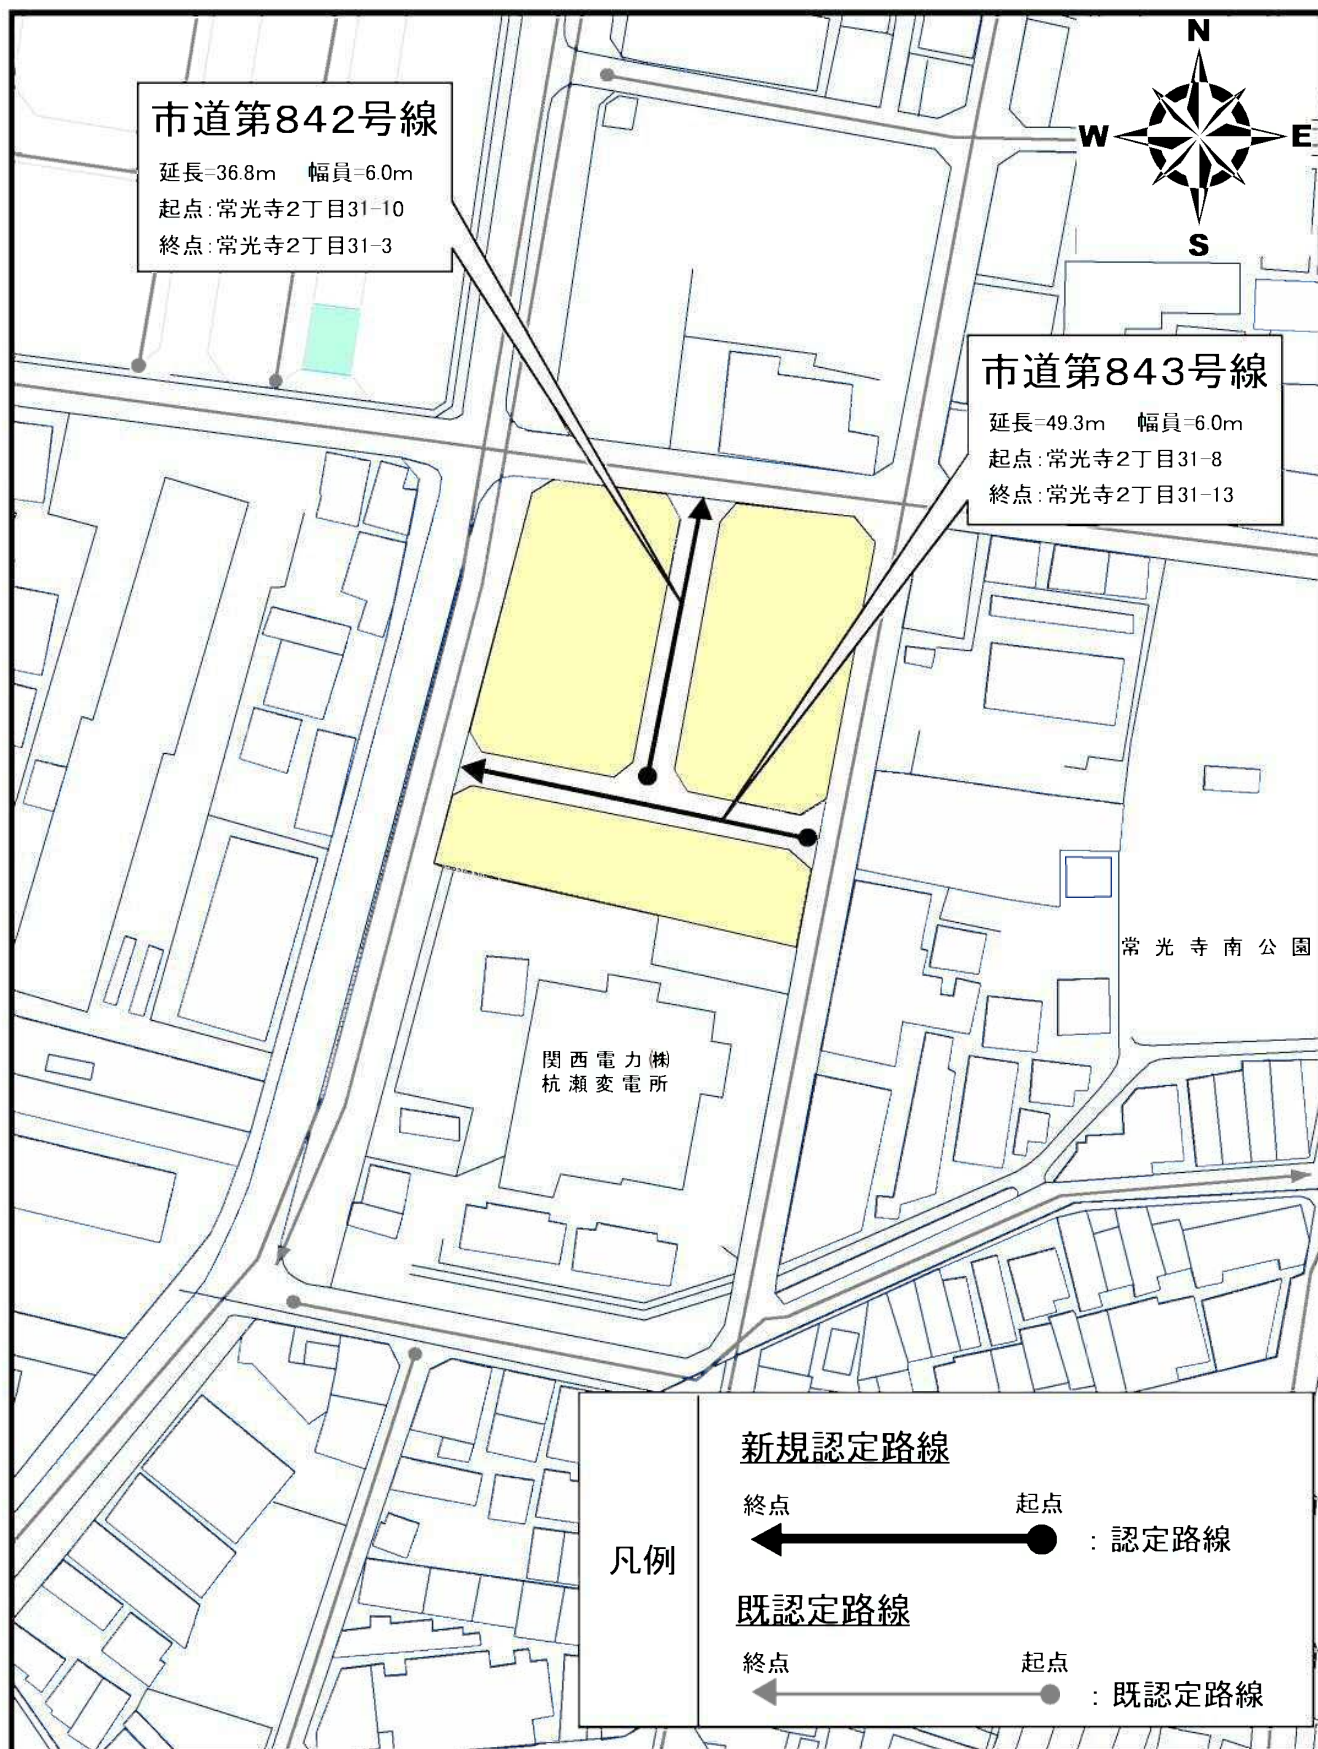 N
W
E
S
市道第842号線
延長=36.8m　幅員=6.0m
起点:常光寺2丁目31-10
終点:常光寺2丁目31-3
市道第843号線
延長=49.3m　幅員=6.0m
起点:常光寺2丁目31-8
終点:常光寺2丁目31-13
常光寺南公園
関西電力㈱
杭瀬変電所
凡例
新規認定路線
終点　起点
：認定路線
既認定路線
終点　起点
：既認定路線